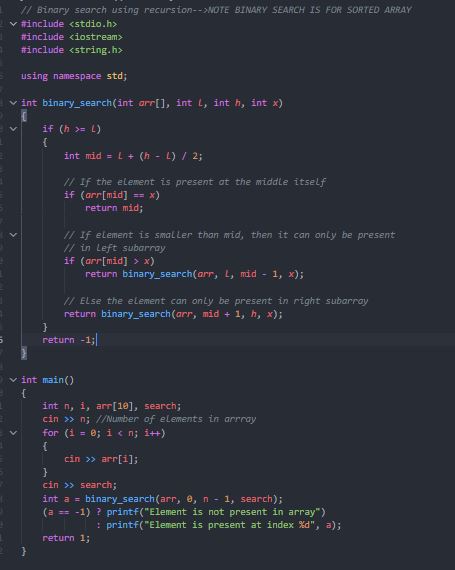 // Binary search using recursion-->NOTE BINARY SEARCH IS FOR SORTED ARRAY
#include <stdio.h>
#include <iostream>
#include <string.h>
using namespace std;
int binary_search(int arr[], int l, int h, int x)
{
if (h >= l)
{
int mid = l + (h - l) / 2;
// If the element is present at the middle itself
if (arr[mid] == x)
return mid;
// If element is smaller than mid, then it can only be present
// in left subarray
if (arr[mid] > x)
return binary_search(arr, l, mid - 1, x);
// Else the element can only be present in right subarray
return binary_search(arr, mid + 1, h, x);
}
return -1;
}
int main()
{
int n, i, arr[10], search;
cin >> n; //Number of elements in arrray
for (i = 0; i < n; i++)
{
cin >> arr[i];
}
cin >> search;
int a = binary_search(arr, 0, n - 1, search);
(a == -1) ? printf("Element is not present in array")
: printf("Element is present at index %d", a);
return 1;
}